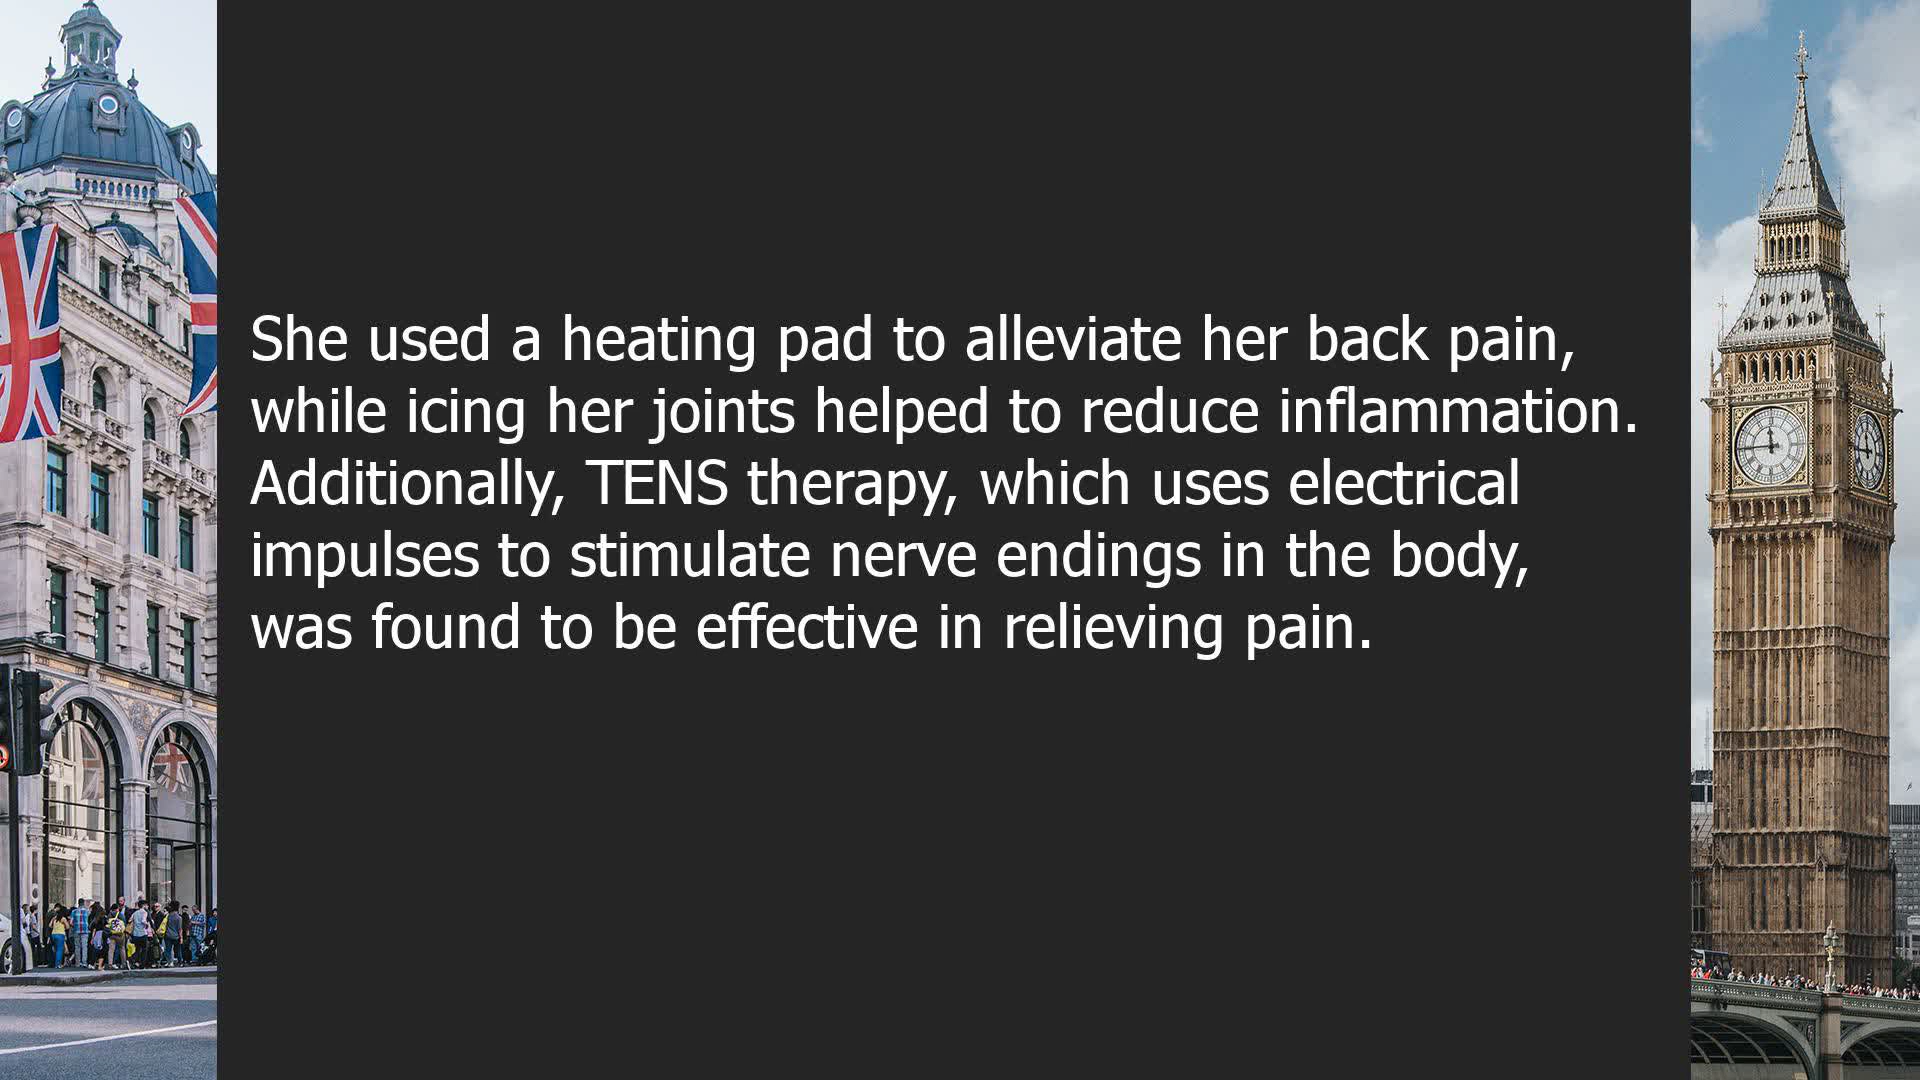 She used a heating pad to alleviate her back pain,
while icing her joints helped to reduce inflammation.
Additionally, TENS therapy, which uses electrical
impulses to stimulate nerve endings in the body,
was found to be effective in relieving pain.